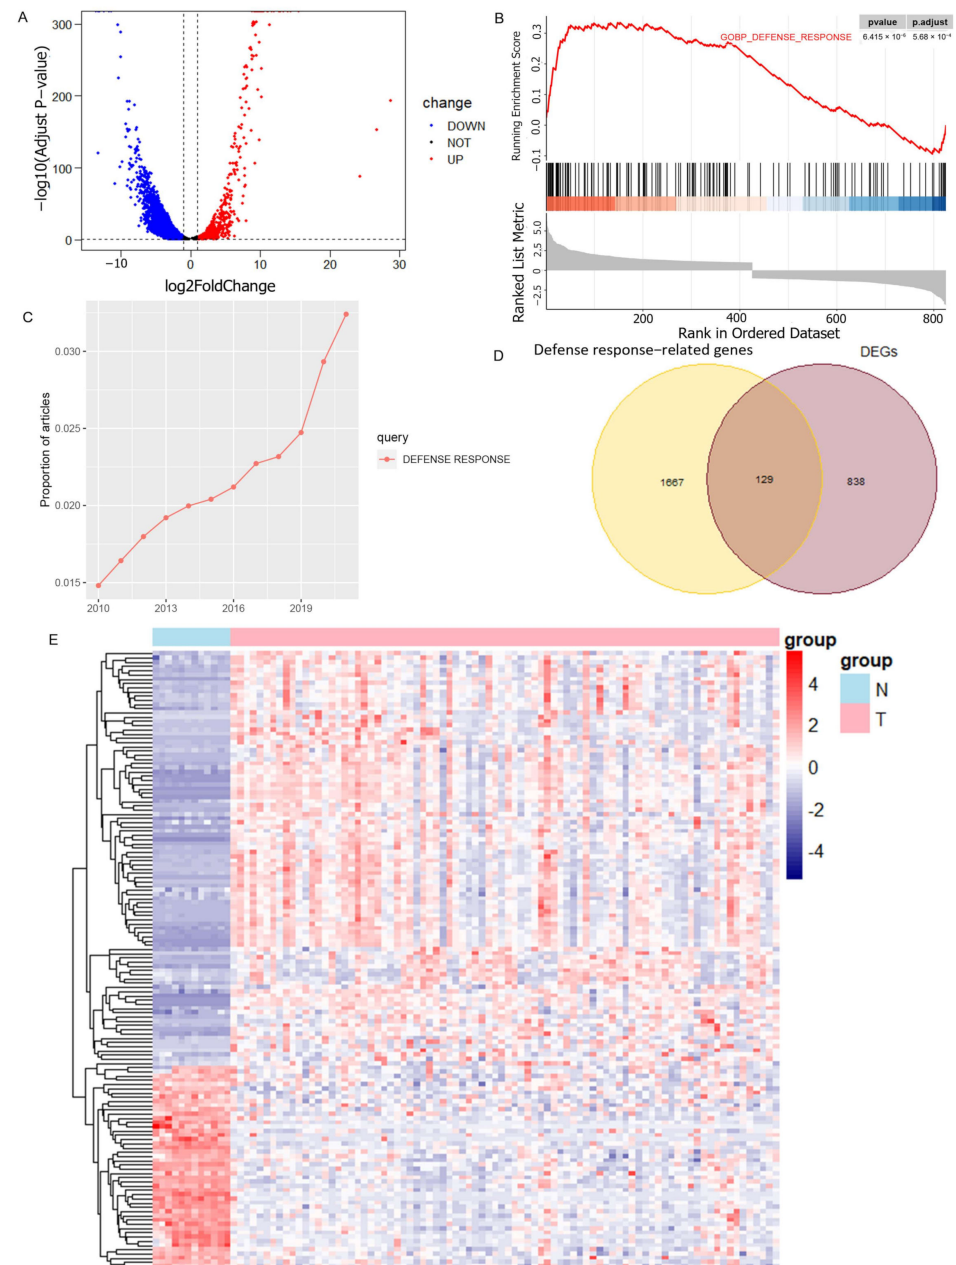 A
300
200
100
0
−log10(Adjust P−value)
−10
0
10
20
30
log2FoldChange
change
DOWN
NOT
UP
B
pvalue p.adjust
6.415 × 10⁻⁶ 5.68 × 10⁻⁴
GOBP_DEFENSE_RESPONSE
Running Enrichment Score
0.3
0.2
0.1
0.0
−0.1
Ranked List Metric
5.0
2.5
0
−2.5
200
400
600
800
Rank in Ordered Dataset
C
Proportion of articles
0.030
0.025
0.020
0.015
2010
2013
2016
2019
query
DEFENSE RESPONSE
D
Defense response−related genes
DEGs
1667
129
838
E
group
4
2
0
-2
-4
group
N
T